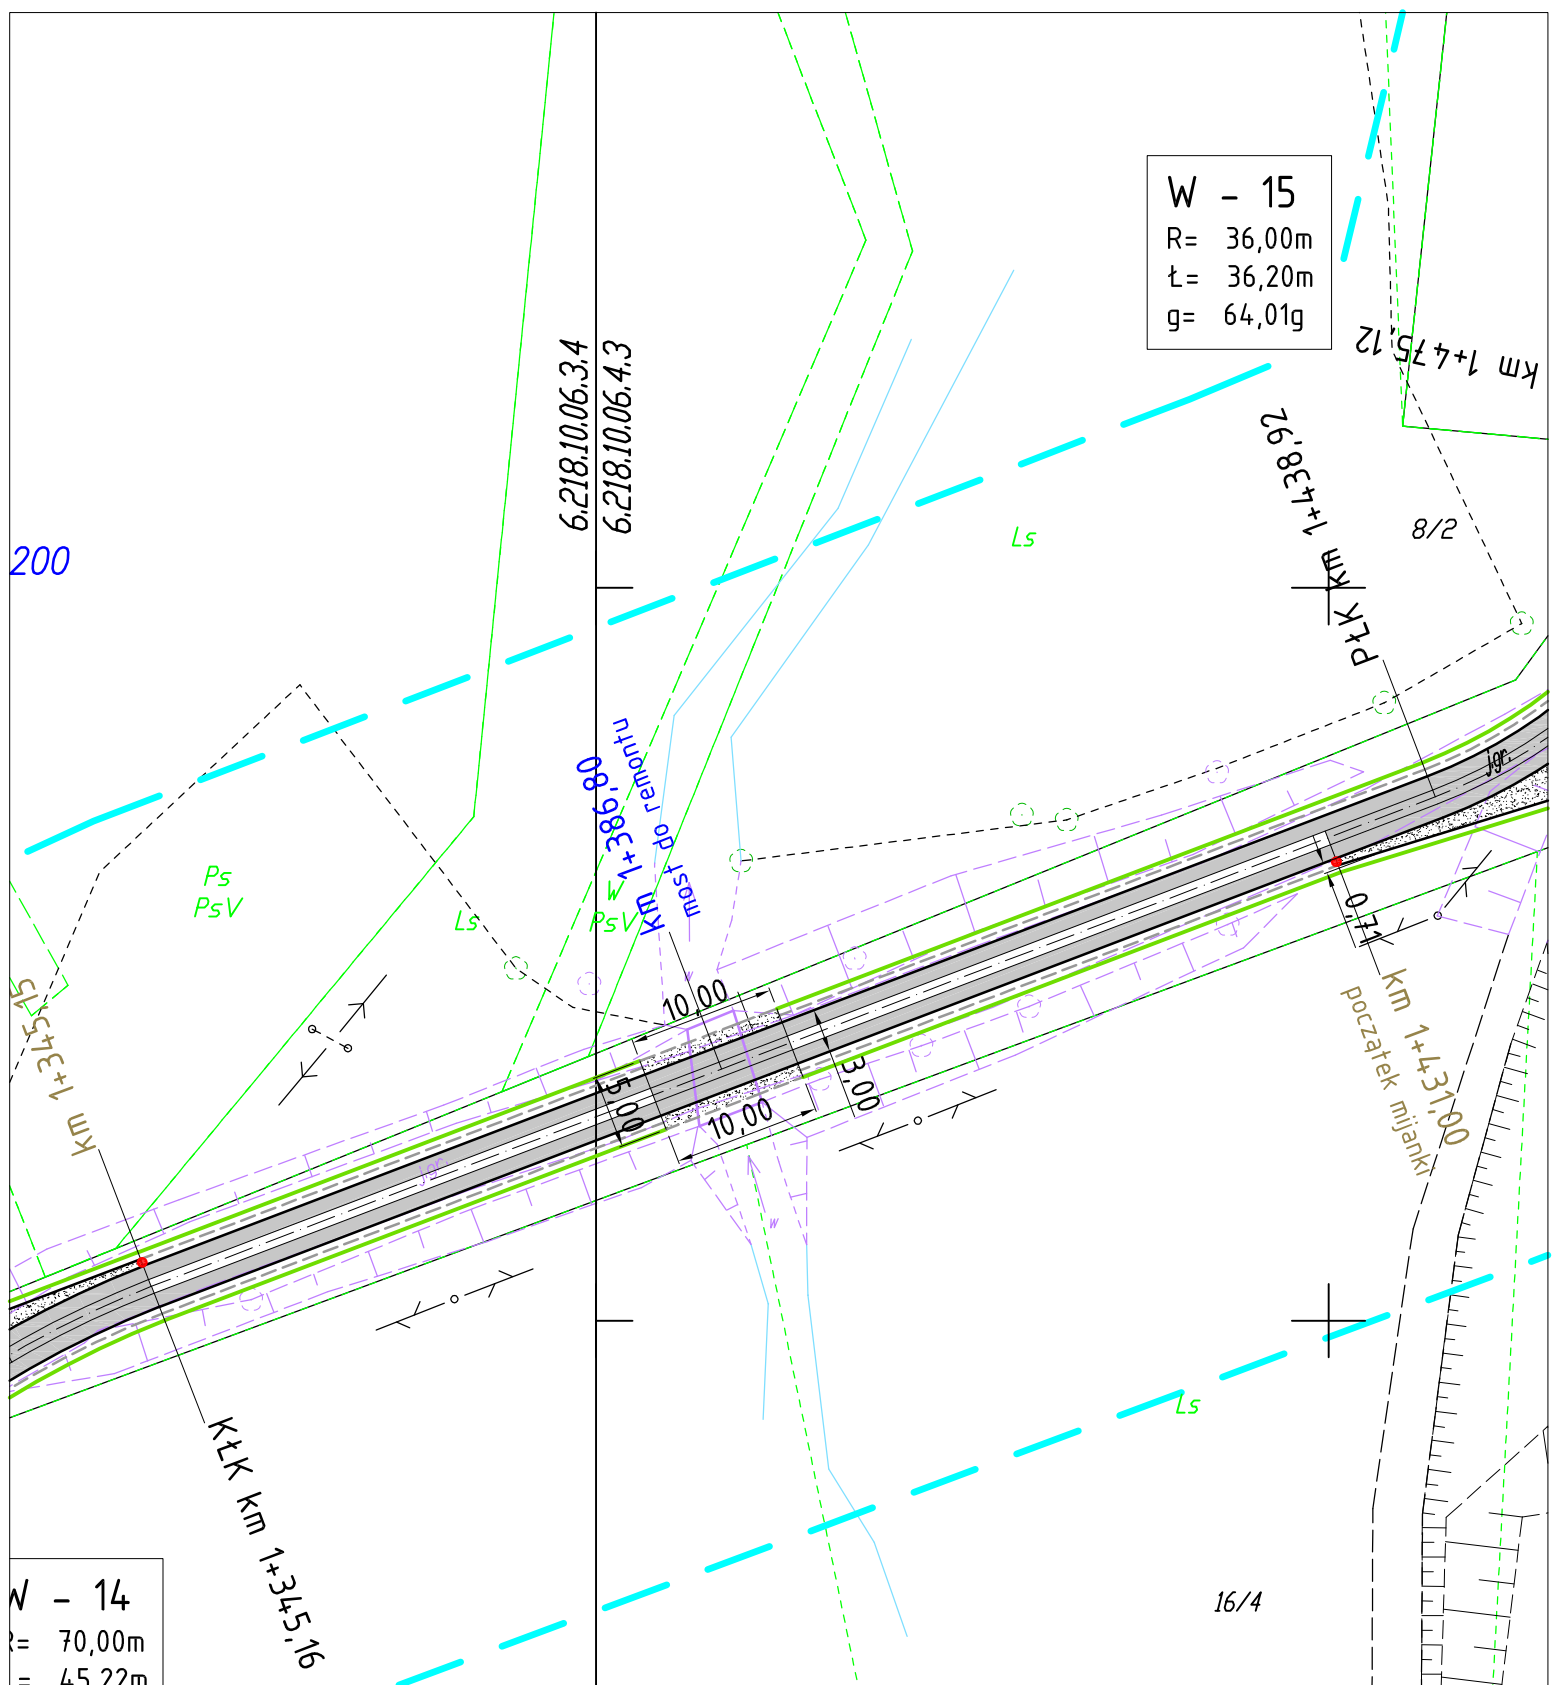 W - 15
R= 36,00m
Ł= 36,20m
g= 64,01g
km 1+475,12
6.218.10.06.3.4
6.218.10.06.4.3
PŁK km 1+438,92
8/2
Ls
200
km 1+386,80
most do remontu
j.gr.
Ps
PsV
Ls
W
PsV
w
17,0
km 1+345,15
10,00
5,00
3,00
10,00
km 1+431,00
początek mijanki
j.gr.
w
KŁK km 1+345,16
Ls
W - 14
R= 70,00m
= 45,22m
16/4